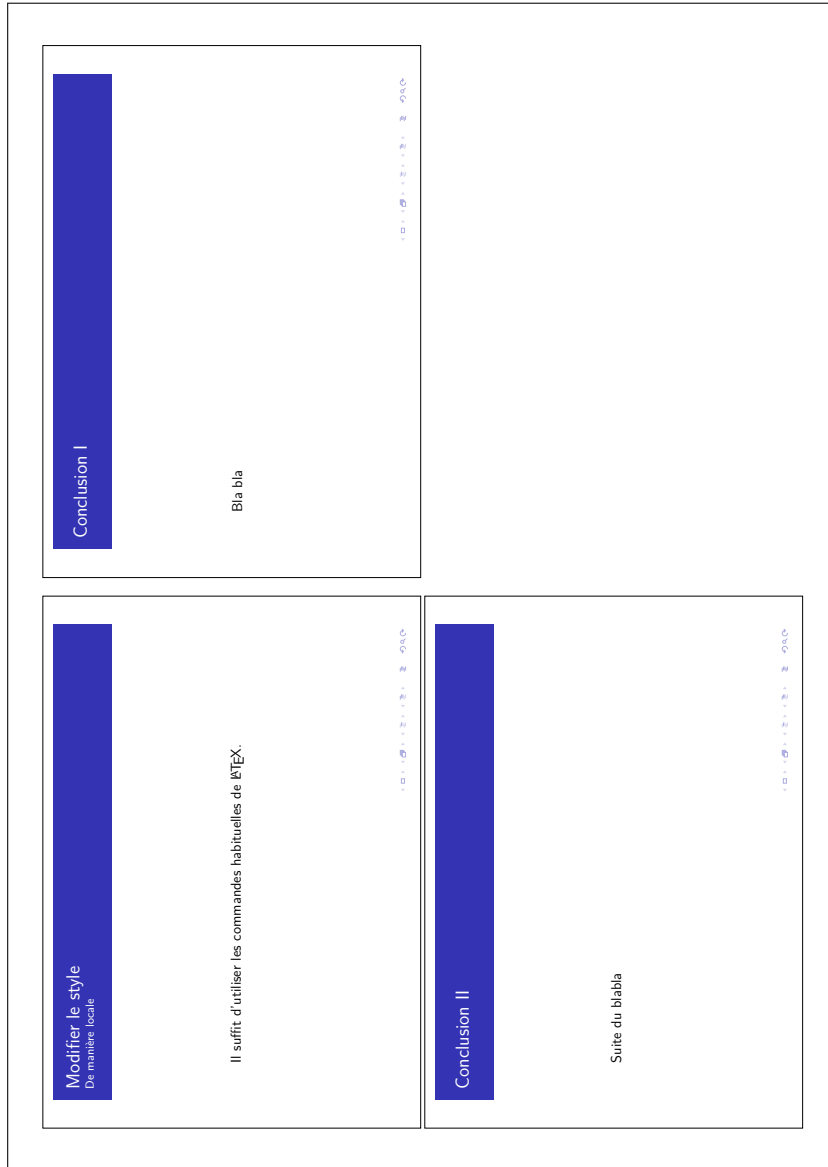 Modifier le style
De manière locale
Il suffit d'utiliser les commandes habituelles de LATEX.
Conclusion I
Bla bla
Conclusion II
Suite du blabla